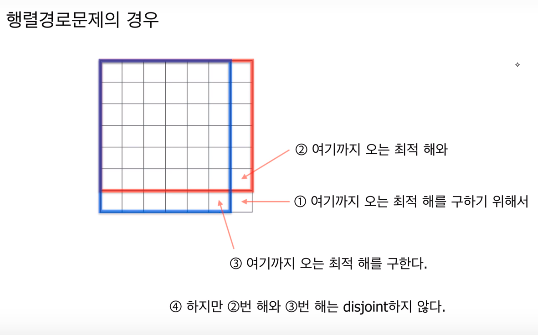 행렬경로문제의 경우
② 여기까지 오는 최적 해와
① 여기까지 오는 최적 해를 구하기 위해서
③ 여기까지 오는 최적 해를 구한다.
④ 하지만 ②번 해와 ③번 해는 disjoint하지 않다.